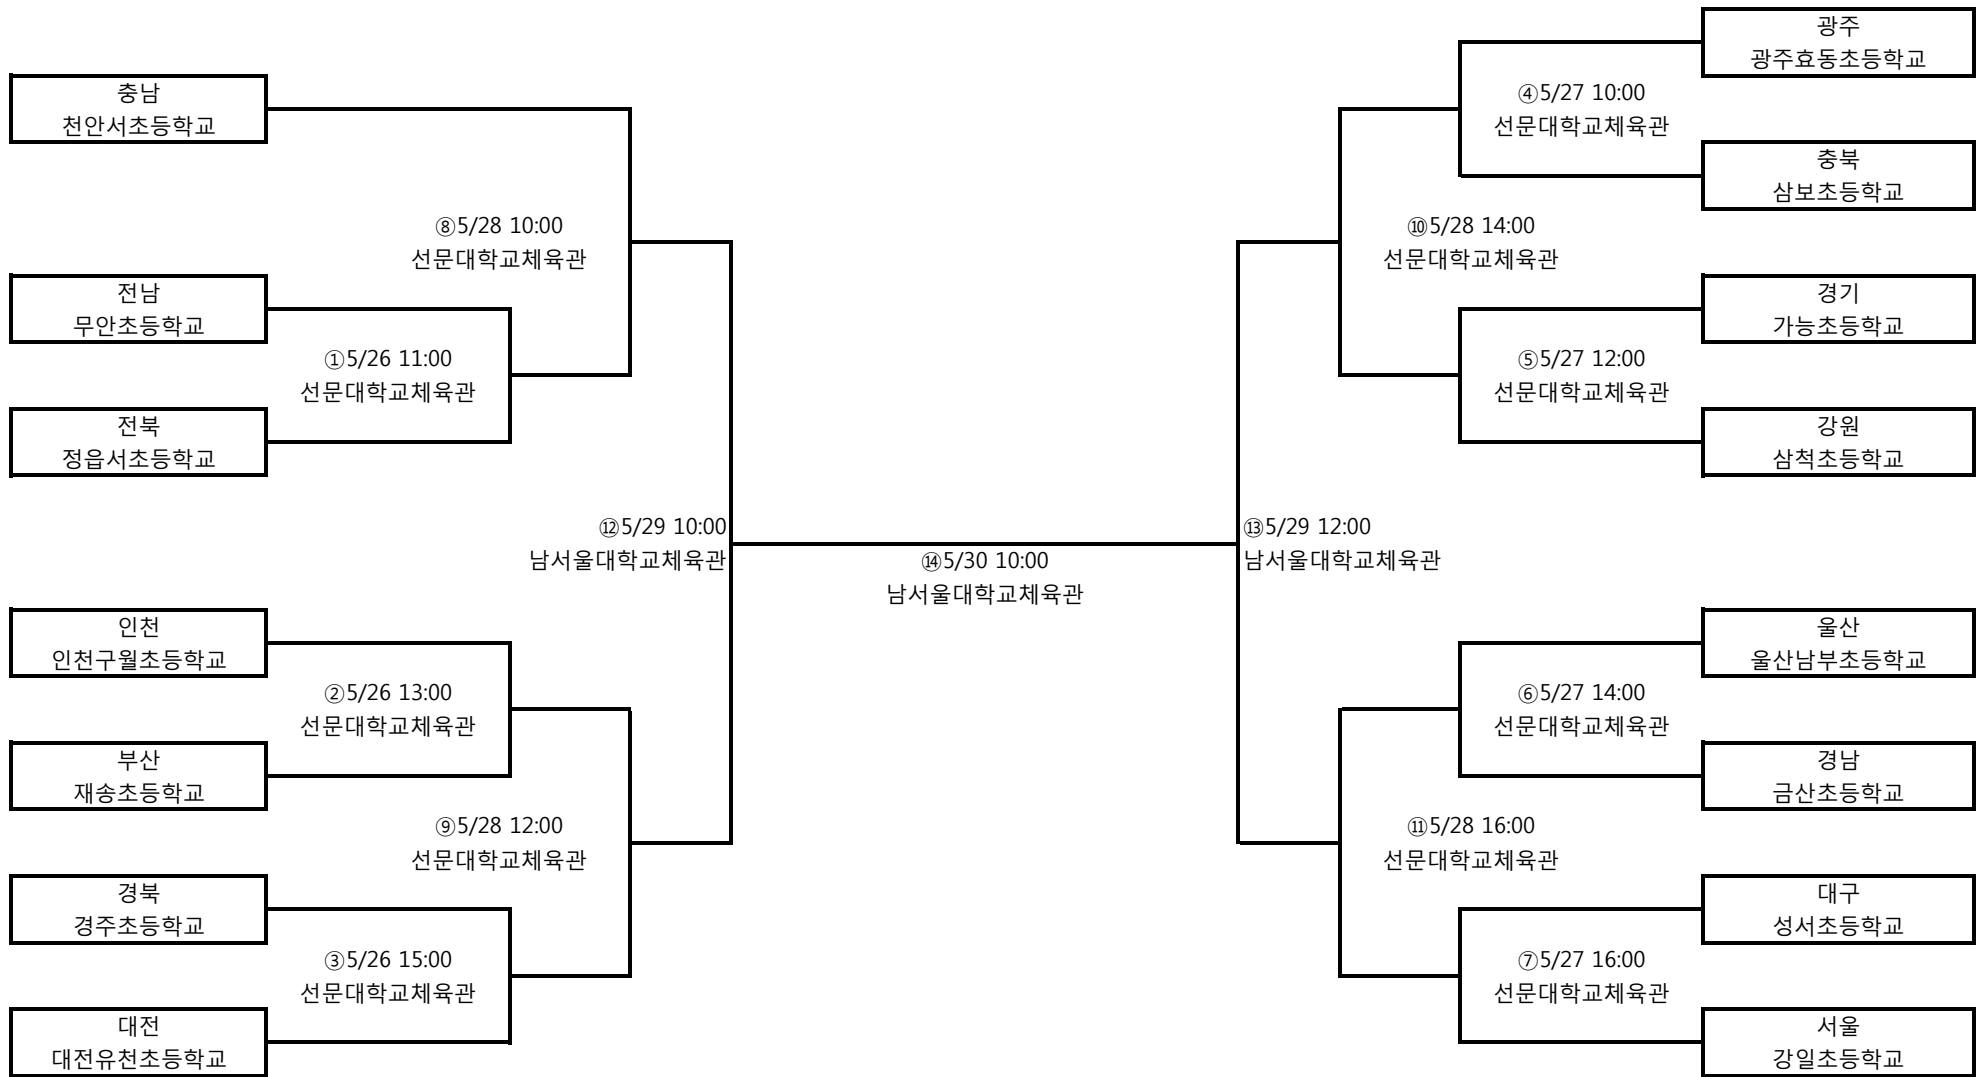 충남
천안서초등학교
⑧5/28 10:00
선문대학교체육관
전남
무안초등학교
①5/26 11:00
선문대학교체육관
전북
정읍서초등학교
⑫5/29 10:00
남서울대학교체육관
인천
인천구월초등학교
②5/26 13:00
선문대학교체육관
부산
재송초등학교
⑨5/28 12:00
선문대학교체육관
경북
경주초등학교
③5/26 15:00
선문대학교체육관
대전
대전유천초등학교
⑭5/30 10:00
남서울대학교체육관
광주
광주효동초등학교
④5/27 10:00
선문대학교체육관
충북
삼보초등학교
⑩5/28 14:00
선문대학교체육관
경기
가능초등학교
⑤5/27 12:00
선문대학교체육관
강원
삼척초등학교
⑬5/29 12:00
남서울대학교체육관
울산
울산남부초등학교
⑥5/27 14:00
선문대학교체육관
경남
금산초등학교
⑪5/28 16:00
선문대학교체육관
대구
성서초등학교
⑦5/27 16:00
선문대학교체육관
서울
강일초등학교